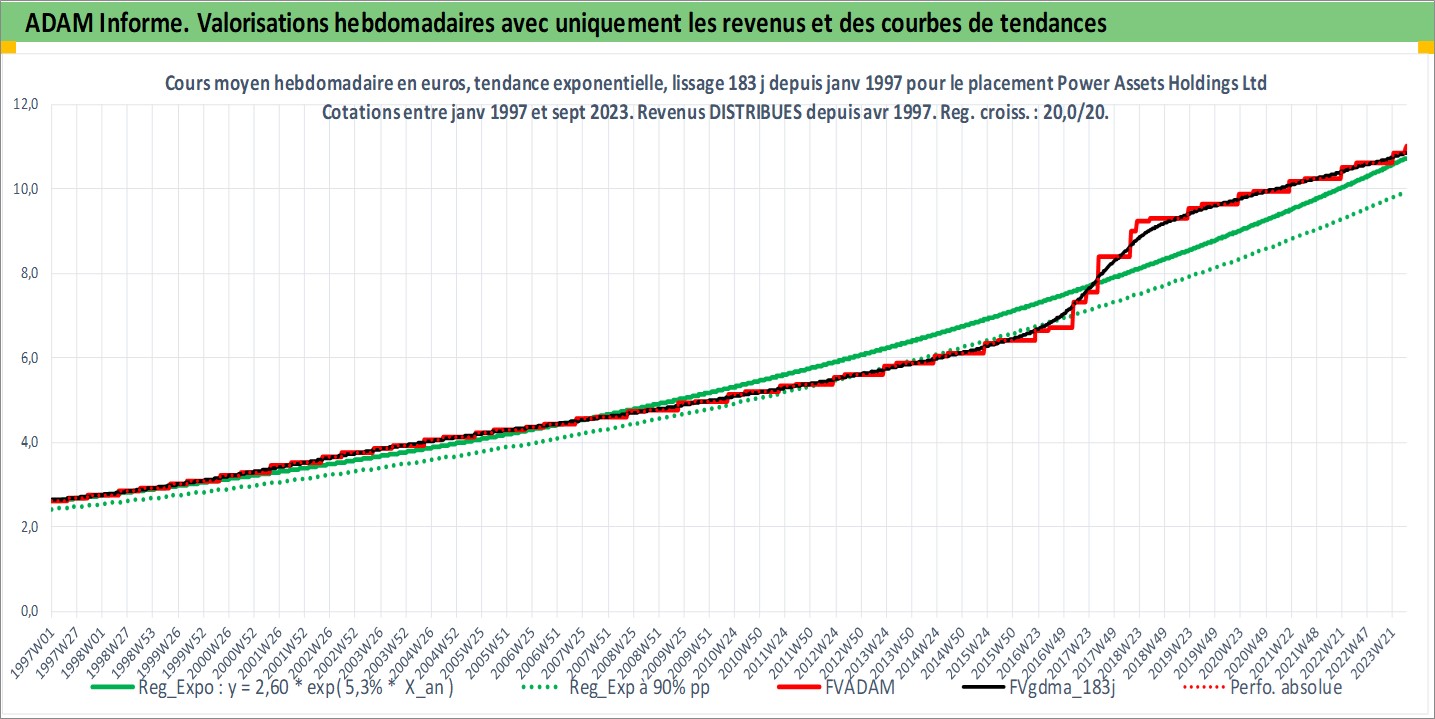 ADAM Informe. Valorisations hebdomadaires avec uniquement les revenus et des courbes de tendances
Cours moyen hebdomadaire en euros, tendance exponentielle, lissage 183 j depuis janv 1997 pour le placement Power Assets Holdings Ltd
Cotations entre janv 1997 et sept 2023. Revenus DISTRIBUES depuis avr 1997. Reg. croiss. : 20,0/20.
12,0
10,0
8,0
6,0
4,0
2,0
0,0
1997W01
1997W27
1998W01
1998W27
1998W53
1999W26
1999W52
2000W26
2000W52
2001W26
2001W52
2002W26
2002W52
2003W26
2003W52
2004W26
2004W52
2005W25
2005W51
2006W25
2006W51
2007W25
2007W51
2008W25
2008W51
2009W25
2009W51
2010W24
2010W50
2011W24
2011W50
2012W24
2012W50
2013W24
2013W50
2014W24
2014W50
2015W24
2015W50
2016W23
2016W49
2017W23
2017W49
2018W23
2018W49
2019W23
2019W49
2020W23
2020W49
2021W22
2021W48
2022W21
2022W47
2023W21
Reg_Expo : y = 2,60 * exp( 5,3% * X_an )
Reg_Exp à 90% pp
FVADAM
FVgdma_183j
Perfo. absolue